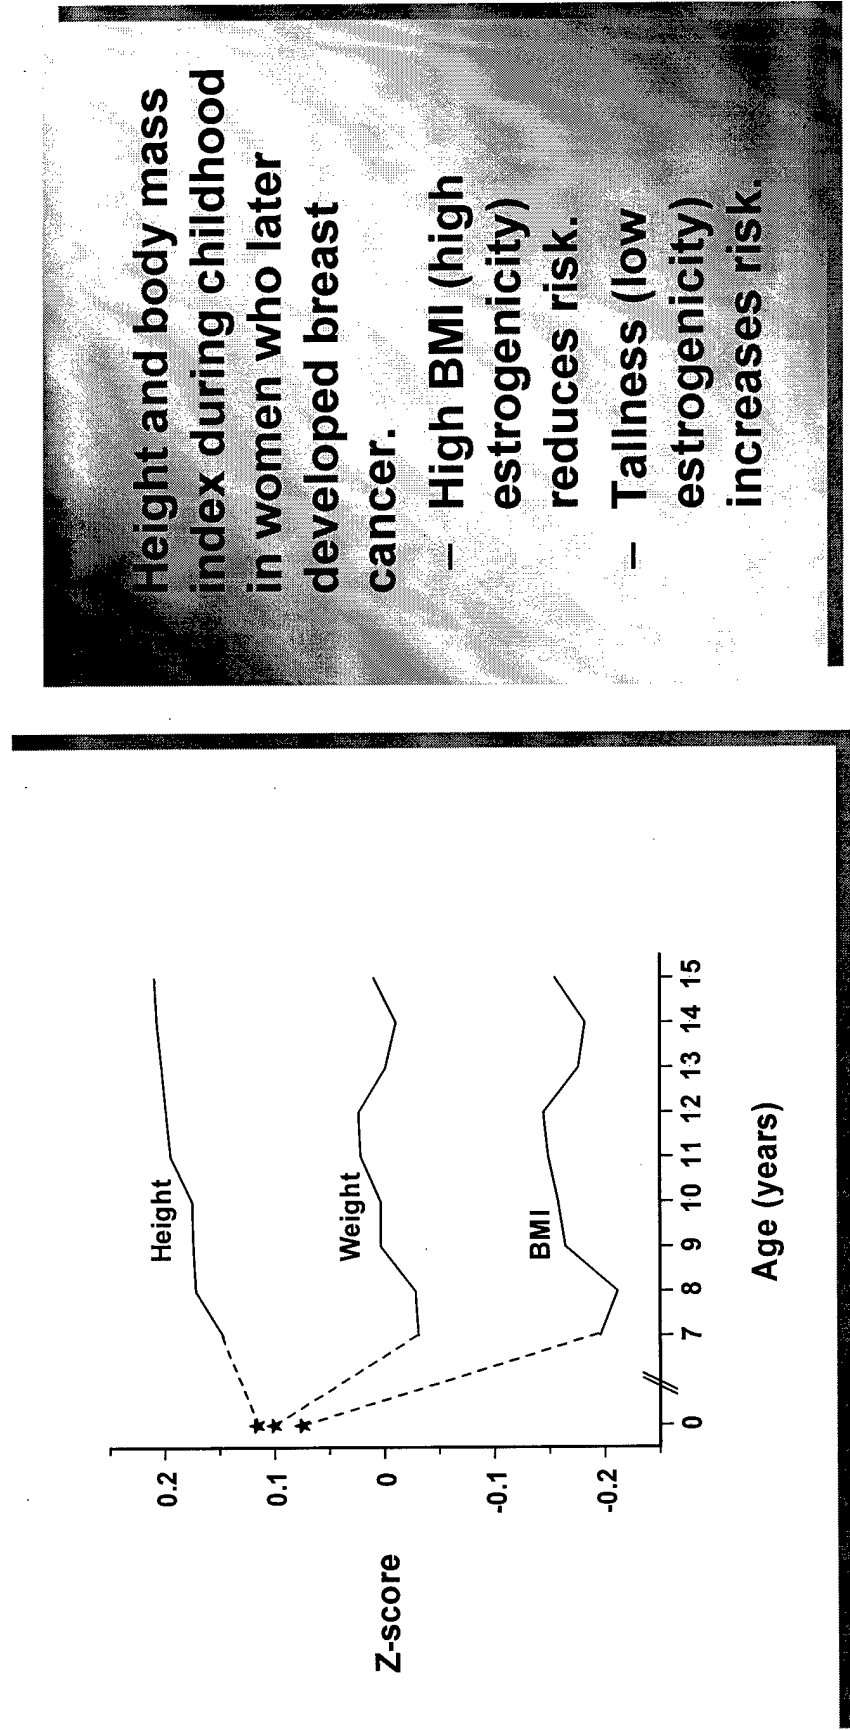 Height and body mass
index during childhood
in women who later
developed breast
cancer.
– High BMI (high
estrogenicity)
reduces risk.
– Tallness (low
estrogenicity)
increases risk.
Z-score
0.2
0.1
0
-0.1
-0.2
Height
Weight
BMI
0 7 8 9 10 11 12 13 14 15
Age (years)